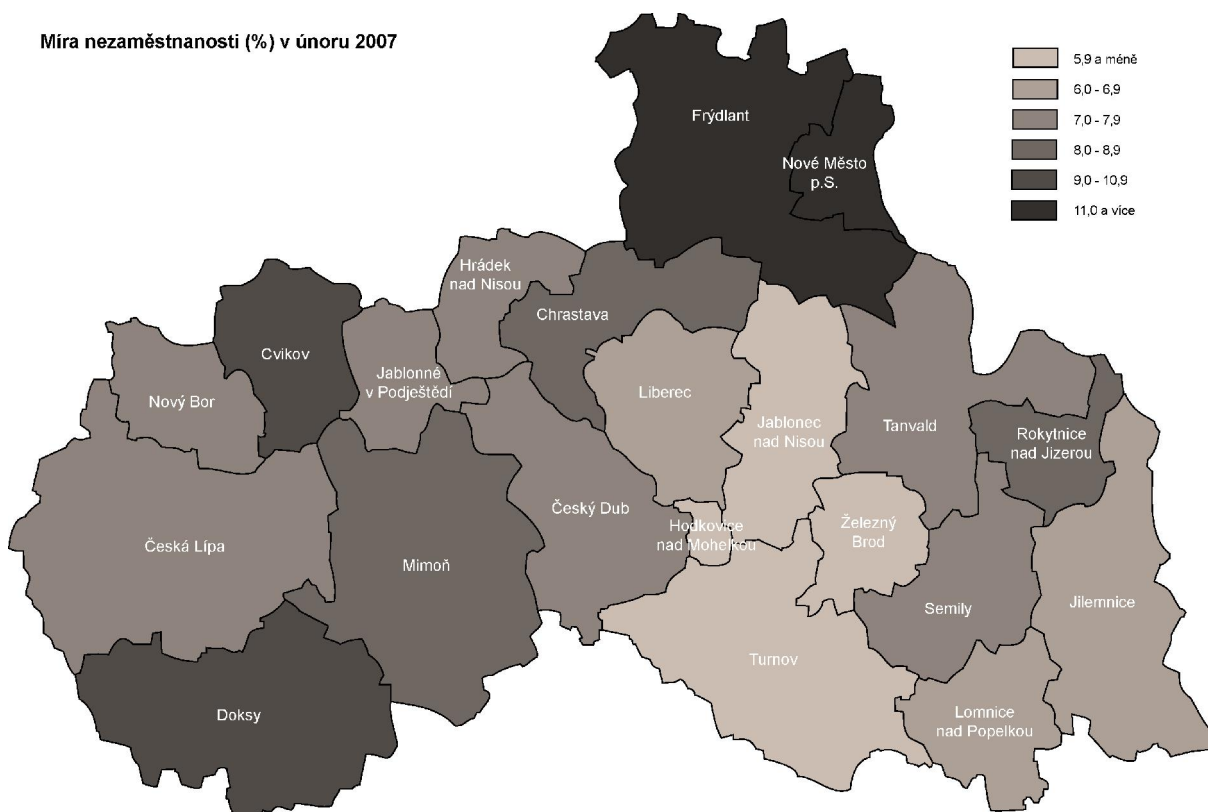 Míra nezaměstnanosti (%) v únoru 2007
5,9 a méně
6,0 - 6,9
7,0 - 7,9
8,0 - 8,9
9,0 - 10,9
11,0 a více
Frýdlant
Nové Město
p.S.
Hrádek
nad Nisou
Chrastava
Cvikov
Jablonné
v Podještědí
Nový Bor
Liberec
Jablonec
nad Nisou
Tanvald
Rokytnice
nad Jizerou
Český Dub
Hodkovice
nad Mohelkou
Železný
Brod
Česká Lípa
Mimoň
Semily
Jilemnice
Turnov
Doksy
Lomnice
nad Popelkou